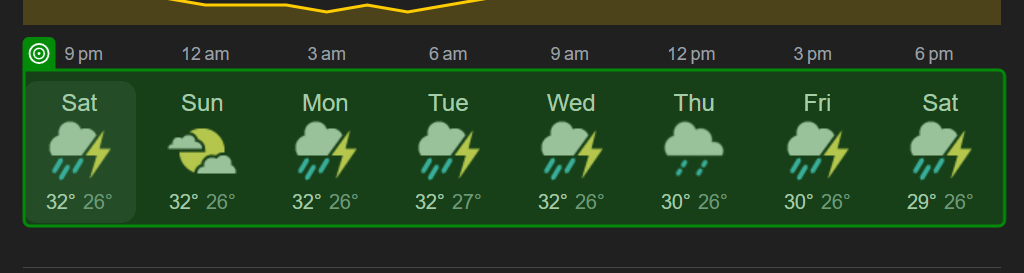 9 pm 12 am 3 am 6 am 9 am 12 pm 3 pm 6 pm
Sat Sun Mon Tue Wed Thu Fri Sat
32° 26° 32° 26° 32° 26° 32° 27° 32° 26° 30° 26° 30° 26° 29° 26°